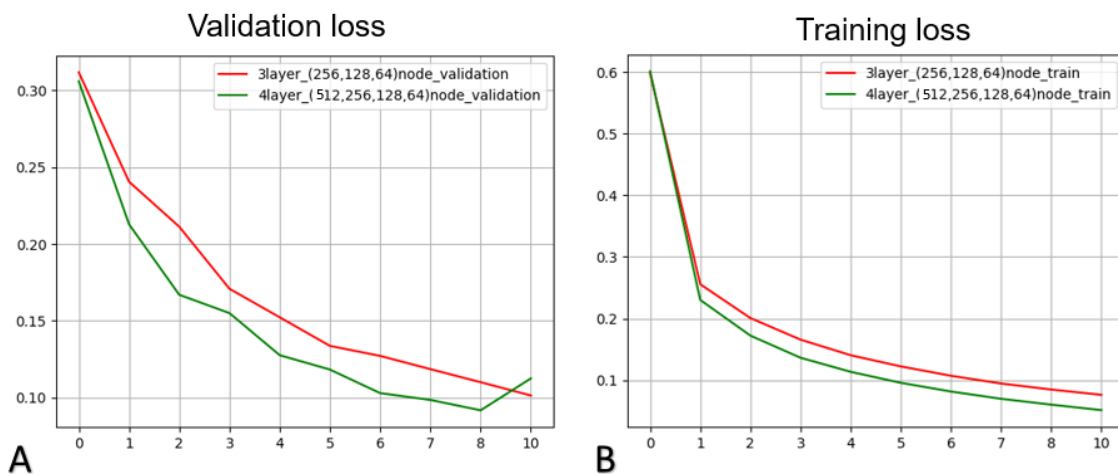 Validation loss
Training loss
3layer_(256,128,64)node_validation
4layer_(512,256,128,64)node_validation
0.30
0.25
0.20
0.15
0.10
0 1 2 3 4 5 6 7 8 10
A
3layer_(256,128,64)node_train
4layer_(512,256,128,64)node_train
0.6
0.5
0.4
0.3
0.2
0.1
0 1 2 3 4 5 6 7 8 10
B